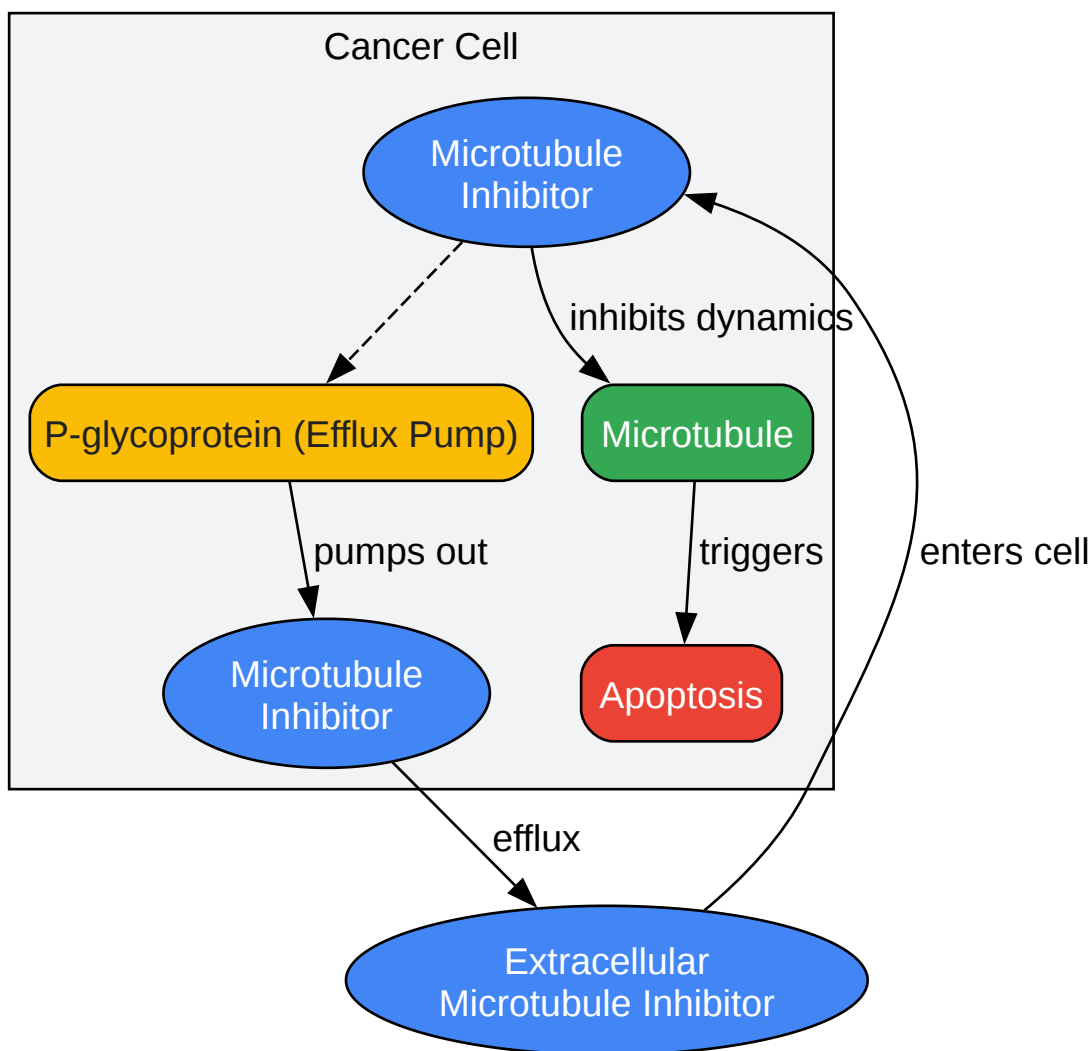 Cancer Cell
Microtubule
Inhibitor
inhibits dynamics
P-glycoprotein (Efflux Pump)
Microtubule
pumps out
triggers
enters cell
Microtubule
Inhibitor
Apoptosis
efflux
Extracellular
Microtubule Inhibitor